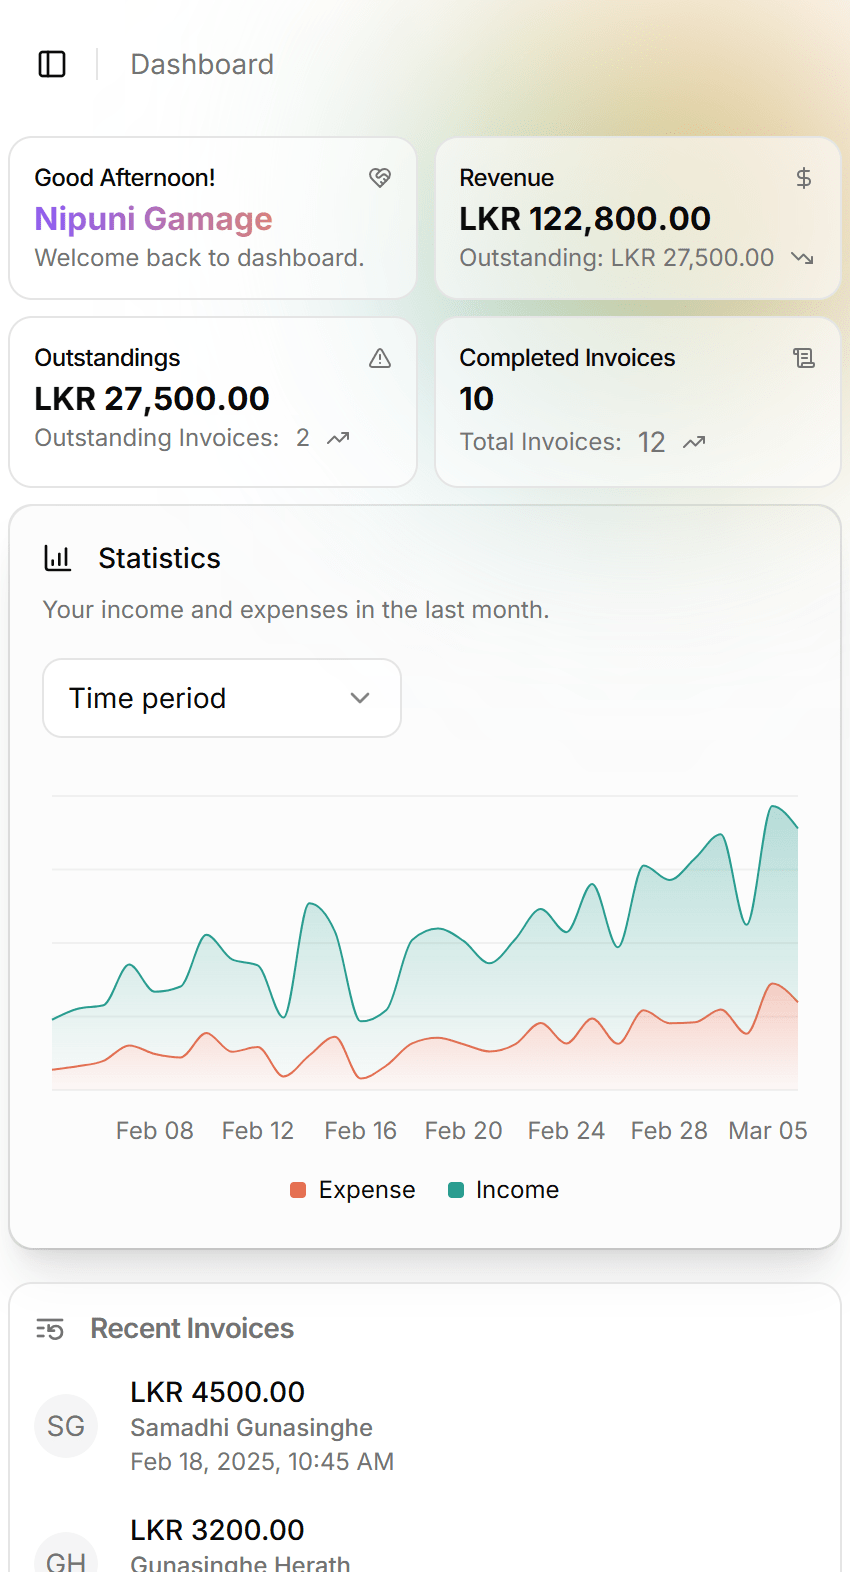 Dashboard
Good Afternoon!
Nipuni Gamage
Welcome back to dashboard.
Revenue
LKR 122,800.00
Outstanding: LKR 27,500.00
Outstandings
LKR 27,500.00
Outstanding Invoices: 2
Completed Invoices
10
Total Invoices: 12
Statistics
Your income and expenses in the last month.
Time period
Feb 08 Feb 12 Feb 16 Feb 20 Feb 24 Feb 28 Mar 05
Expense Income
Recent Invoices
SG
LKR 4500.00
Samadhi Gunasinghe
Feb 18, 2025, 10:45 AM
GH
LKR 3200.00
Gunasinghe Herath